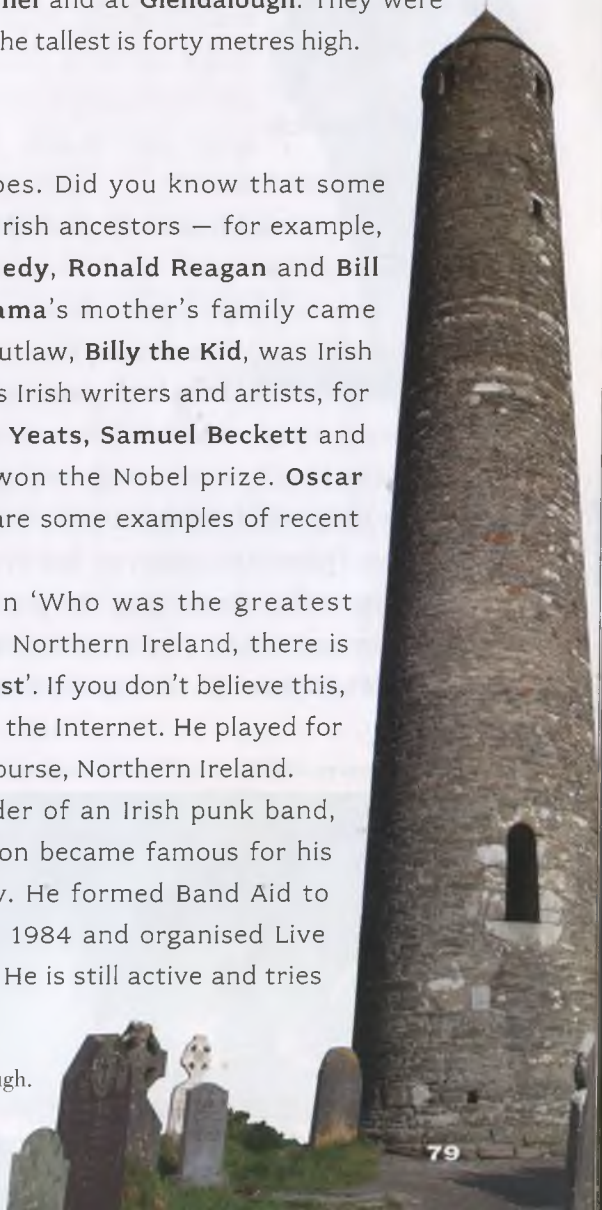 hel and at Glendalough. They were
he tallest is forty metres high.
oes. Did you know that some
rish ancestors — for example,
edy, Ronald Reagan and Bill
ama's mother's family came
utlaw, Billy the Kid, was Irish
s Irish writers and artists, for
Yeats, Samuel Beckett and
won the Nobel prize. Oscar
are some examples of recent
n ‘Who was the greatest
Northern Ireland, there is
st’. If you don’t believe this,
the Internet. He played for
ourse, Northern Ireland.
der of an Irish punk band,
on became famous for his
y. He formed Band Aid to
1984 and organised Live
He is still active and tries
ugh.
79